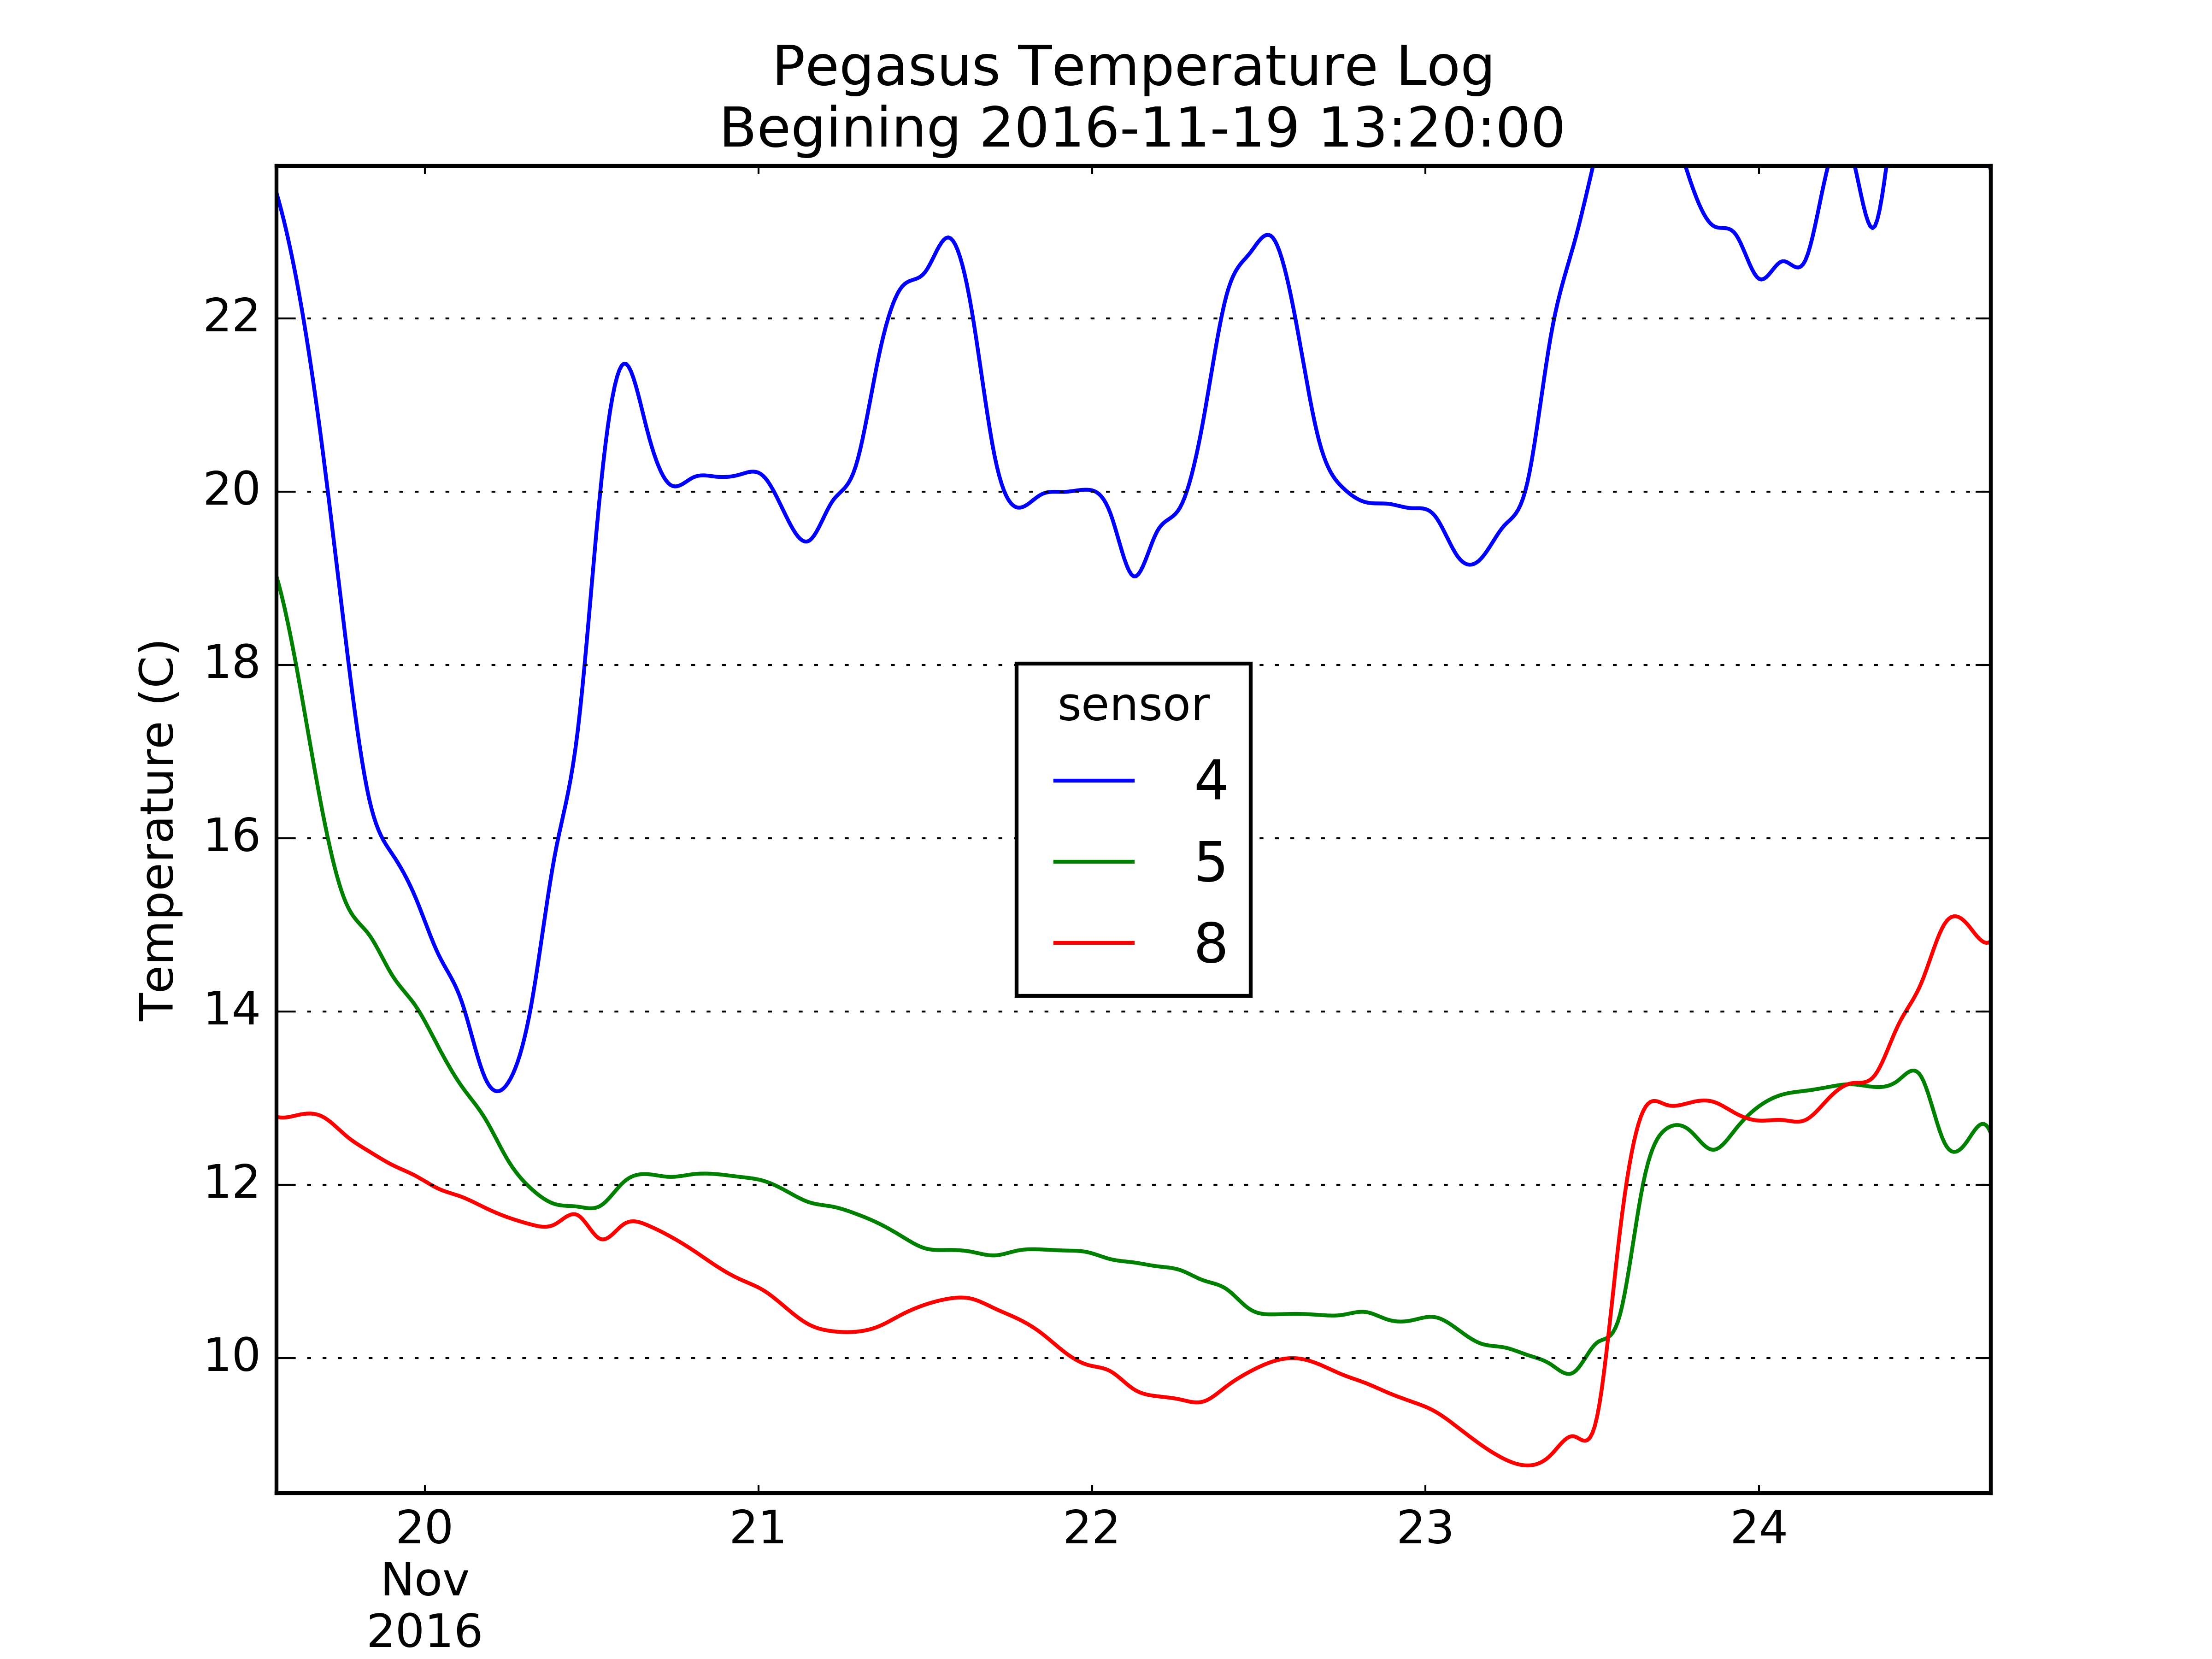 Pegasus Temperature Log
Begining 2016-11-19 13:20:00
Temperature (C)
22
20
18
16
14
12
10
sensor
4
5
8
20 21 22 23 24
Nov
2016